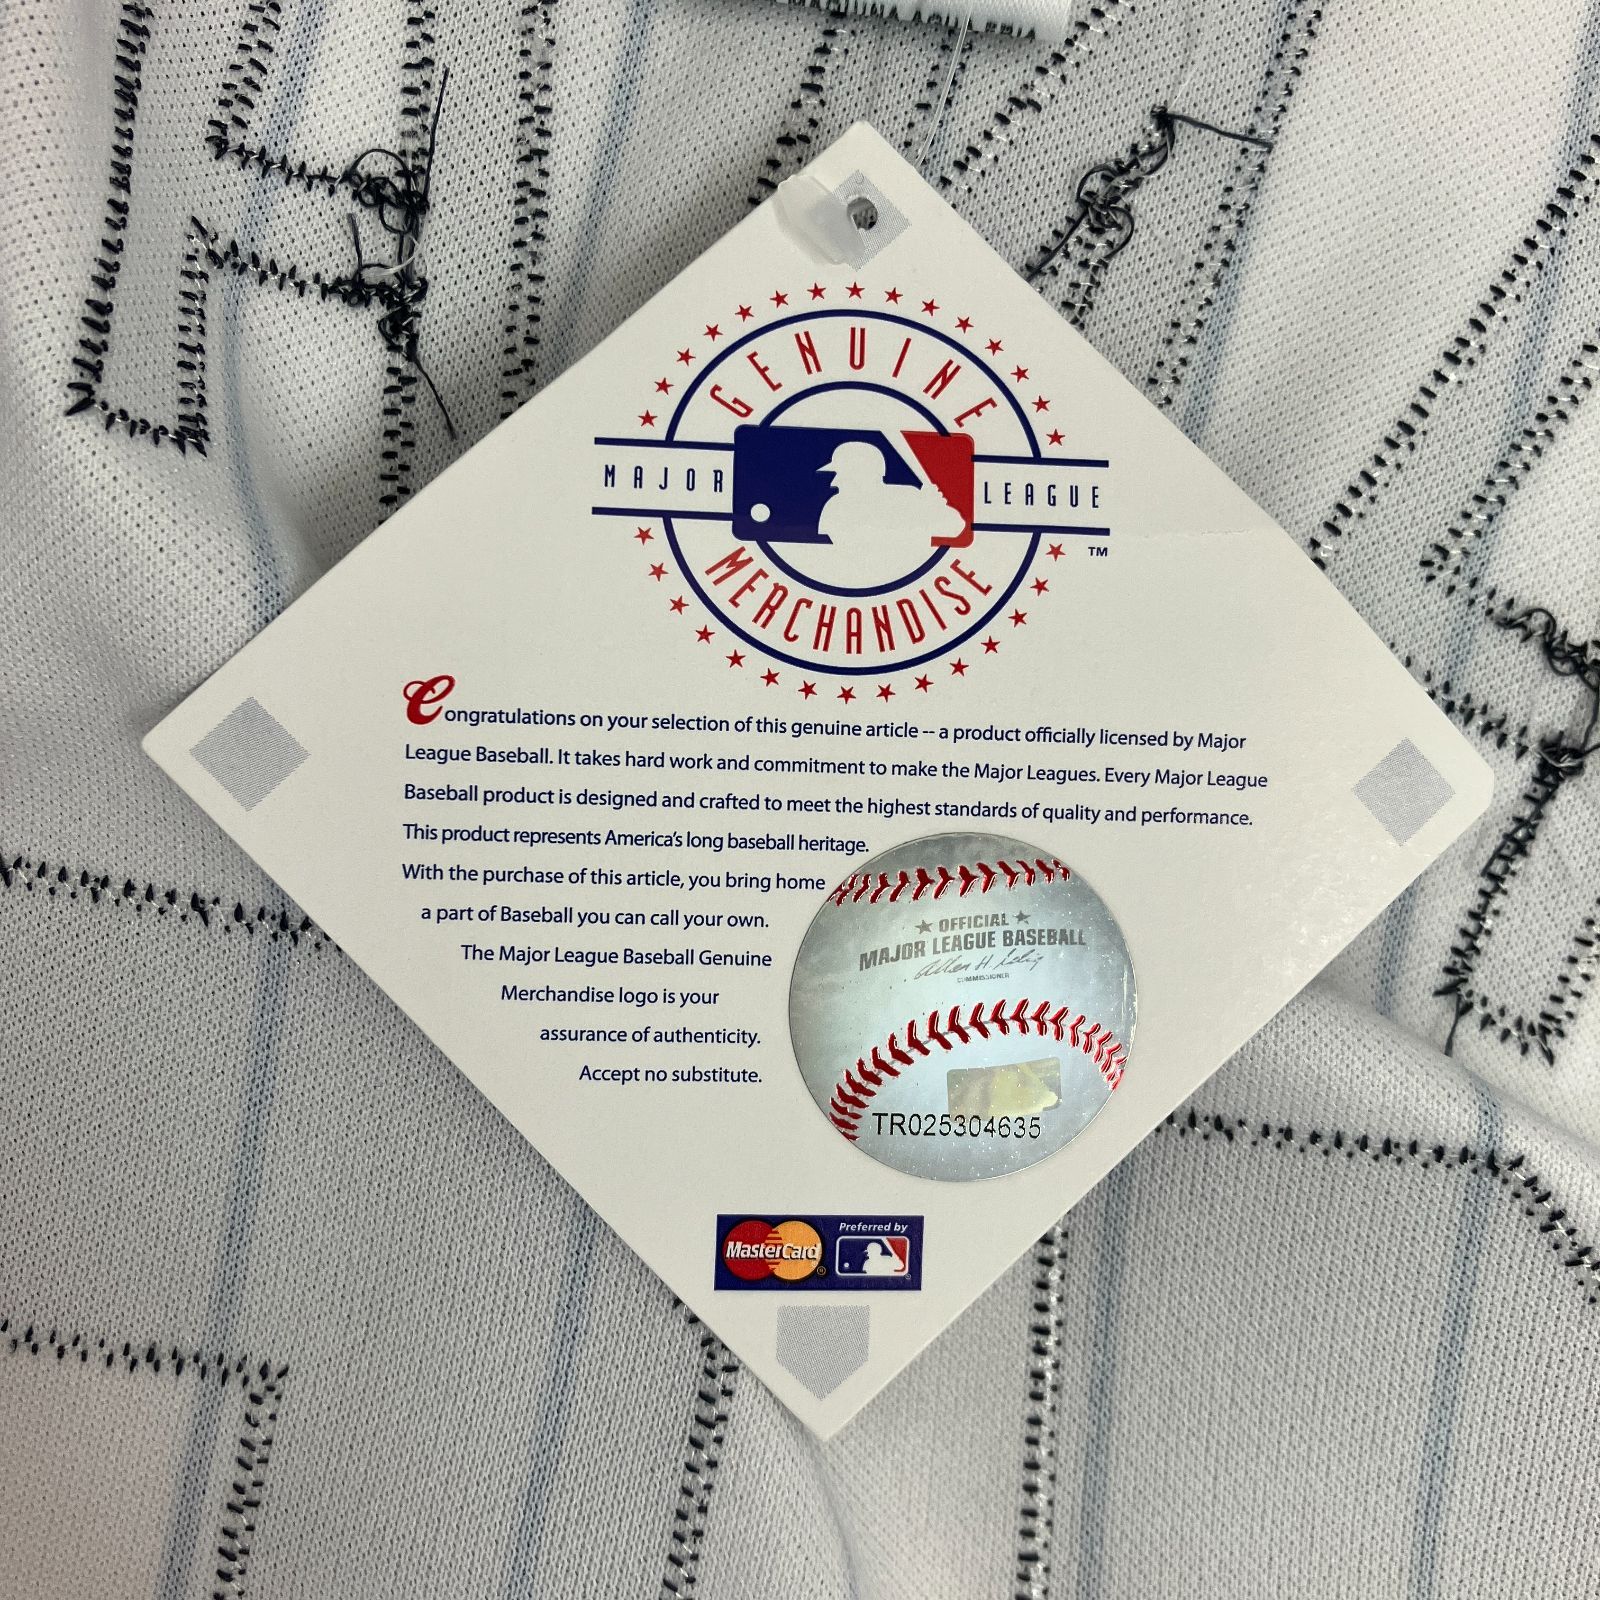 GENUINE
MAJOR LEAGUE
MERCHANDISE
TM
Congratulations on your selection of this genuine article -- a product officially licensed by Major
League Baseball. It takes hard work and commitment to make the Major Leagues. Every Major League
Baseball product is designed and crafted to meet the highest standards of quality and performance.
This product represents America's long baseball heritage.
With the purchase of this article, you bring home
a part of Baseball you can call your own.
The Major League Baseball Genuine
Merchandise logo is your
assurance of authenticity.
Accept no substitute.
★ OFFICIAL ★
MAJOR LEAGUE BASEBALL
Allan H. Selig
COMMISSIONER
TR025304635
MasterCard
Preferred by